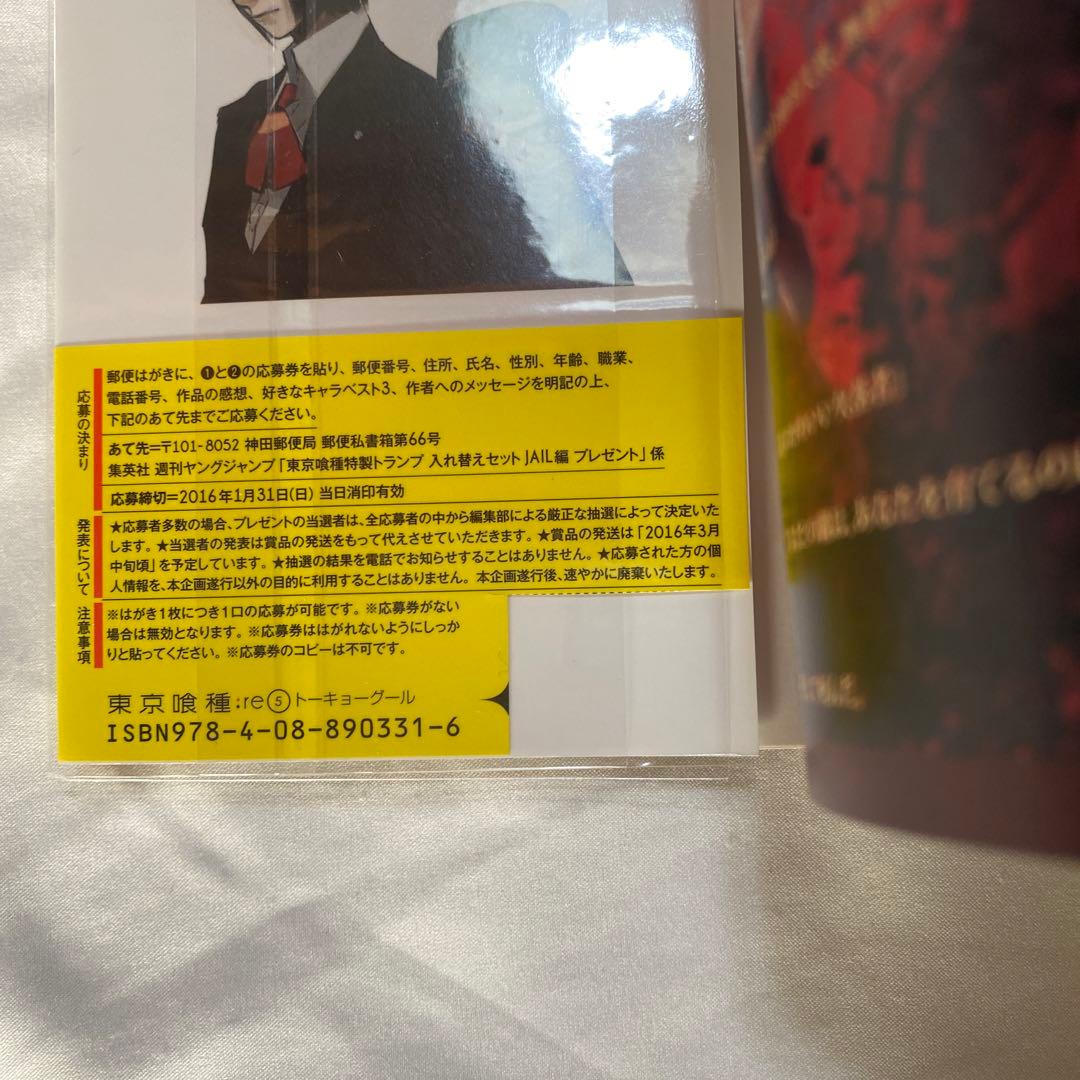 応募の決まり
郵便はがきに、❶と❷の応募券を貼り、郵便番号、住所、氏名、性別、年齢、職業、
電話番号、作品の感想、好きなキャラベスト3、作者へのメッセージを明記の上、
下記のあて先までご応募ください。
あて先=〒101-8052 神田郵便局 郵便私書箱第66号
集英社 週刊ヤングジャンプ「東京喰種特製トランプ 入れ替えセット JAIL編 プレゼント」係
応募締切=2016年1月31日(日) 当日消印有効
発表について
★応募者多数の場合、プレゼントの当選者は、全応募者の中から編集部による厳正な抽選によって決定いた
します。★当選者の発表は賞品の発送をもって代えさせていただきます。★賞品の発送は「2016年3月
中旬頃」を予定しています。★抽選の結果を電話でお知らせすることはありません。★応募された方の個
人情報を、本企画遂行以外の目的に利用することはありません。本企画遂行後、速やかに廃棄いたします。
注意事項
※はがき1枚につき1口の応募が可能です。※応募券がない
場合は無効となります。※応募券ははがれないようにしっか
りと貼ってください。※応募券のコピーは不可です。
東京喰種:re⑤トーキョーグール
ISBN978-4-08-890331-6